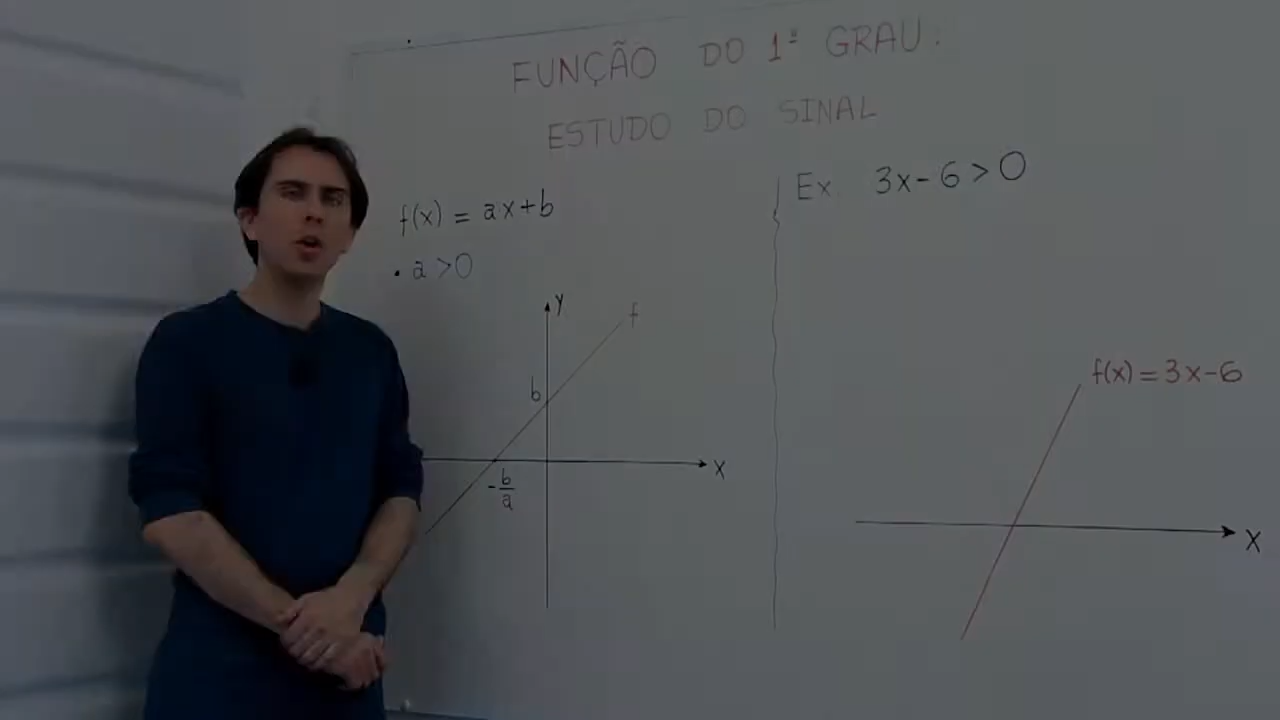 FUNÇÃO DO 1º GRAU:
ESTUDO DO SINAL
f(x) = ax+b
• a >0
y
f
b
x
-b/a
Ex 3x-6>0
f(x)=3x-6
x